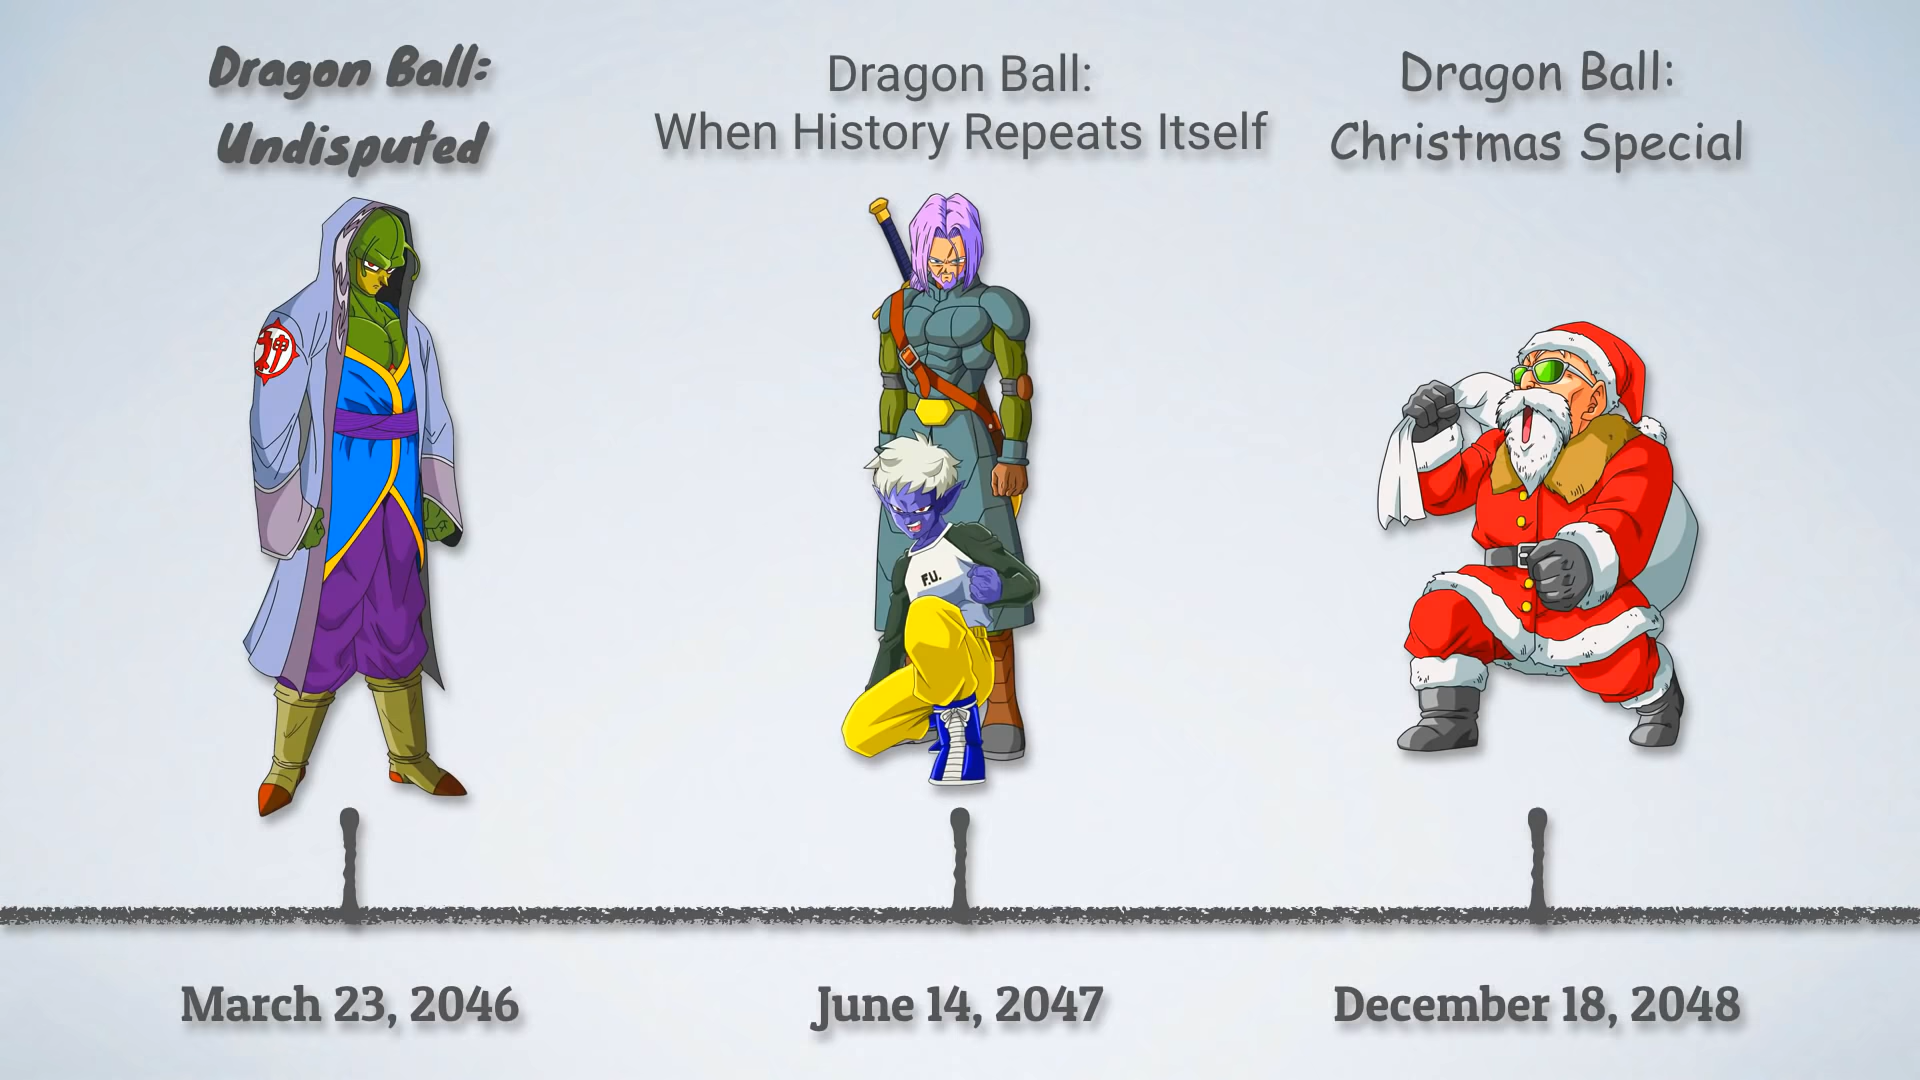 Dragon Ball:
Undisputed
Dragon Ball:
When History Repeats Itself
Dragon Ball:
Christmas Special
神
F.U.
March 23, 2046
June 14, 2047
December 18, 2048